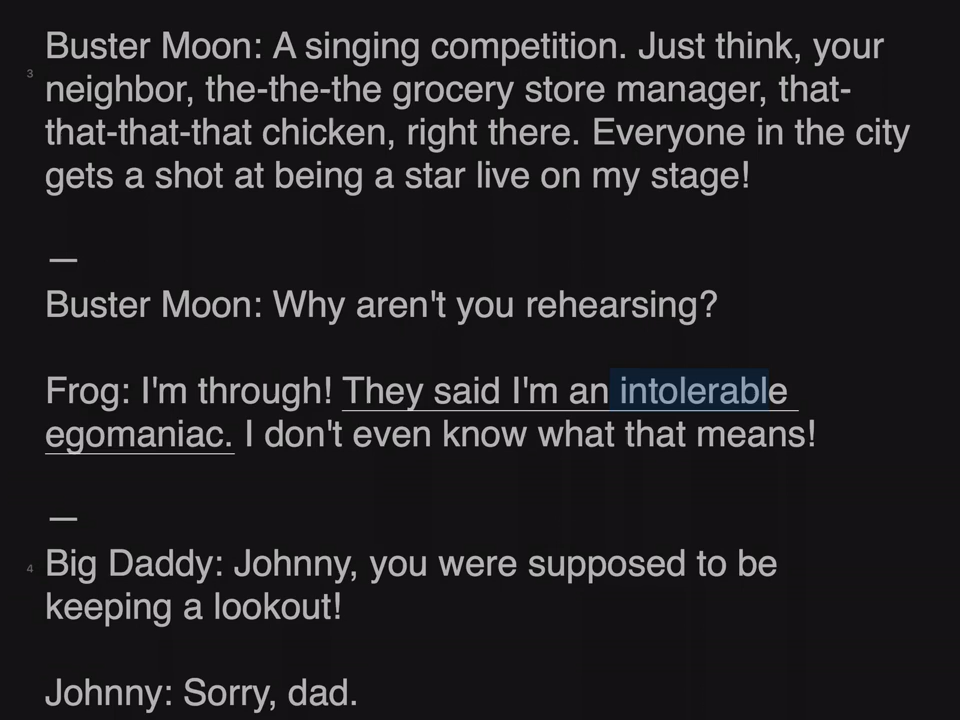 Buster Moon: A singing competition. Just think, your
3
neighbor, the-the-the grocery store manager, that-
that-that-that chicken, right there. Everyone in the city
gets a shot at being a star live on my stage!
—
Buster Moon: Why aren't you rehearsing?
Frog: I'm through! They said I'm an intolerable
egomaniac. I don't even know what that means!
—
4 Big Daddy: Johnny, you were supposed to be
keeping a lookout!
Johnny: Sorry, dad.